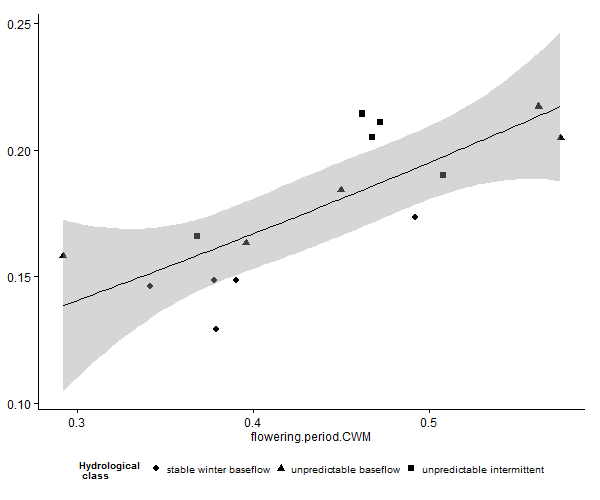 0.25
0.20
0.15
0.10
0.3 0.4 0.5
flowering.period.CWM
Hydrological
class
stable winter baseflow unpredictable baseflow unpredictable intermittent